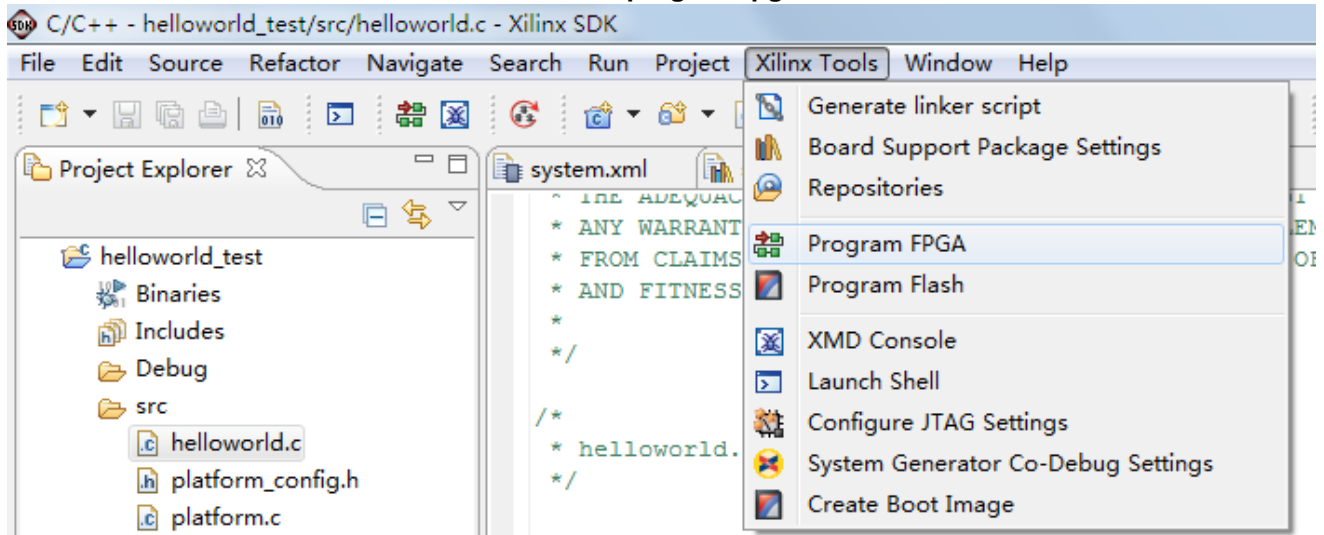 C/C++ - helloworld_test/src/helloworld.c - Xilinx SDK
File Edit Source Refactor Navigate Search Run Project Xilinx Tools Window Help
Project Explorer
system.xml
helloworld_test
Binaries
Includes
Debug
src
helloworld.c
platform_config.h
platform.c
* THE ADEQUAC
* ANY WARRANT
* FROM CLAIMS
* AND FITNESS
*
*/
/*
* helloworld.
*/
Generate linker script
Board Support Package Settings
Repositories
Program FPGA
Program Flash
XMD Console
Launch Shell
Configure JTAG Settings
System Generator Co-Debug Settings
Create Boot Image